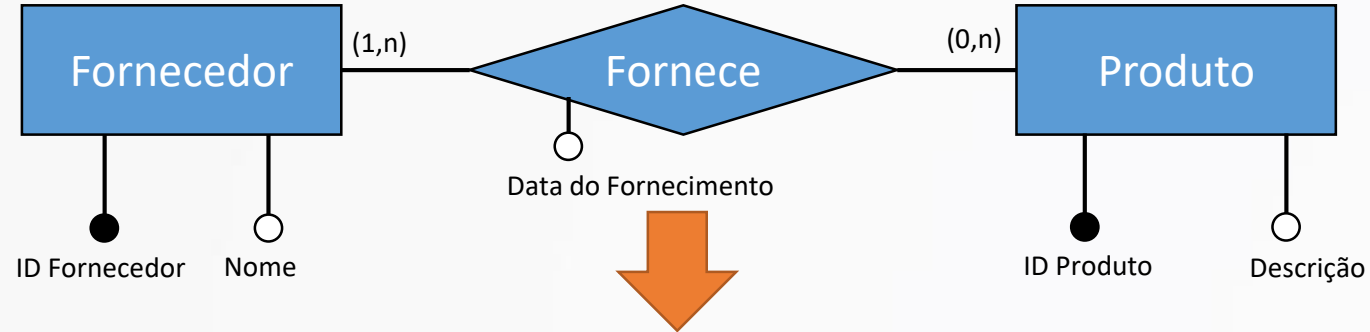 Fornecedor
(1,n)
Fornece
(0,n)
Produto
Data do Fornecimento
ID Fornecedor
Nome
ID Produto
Descrição